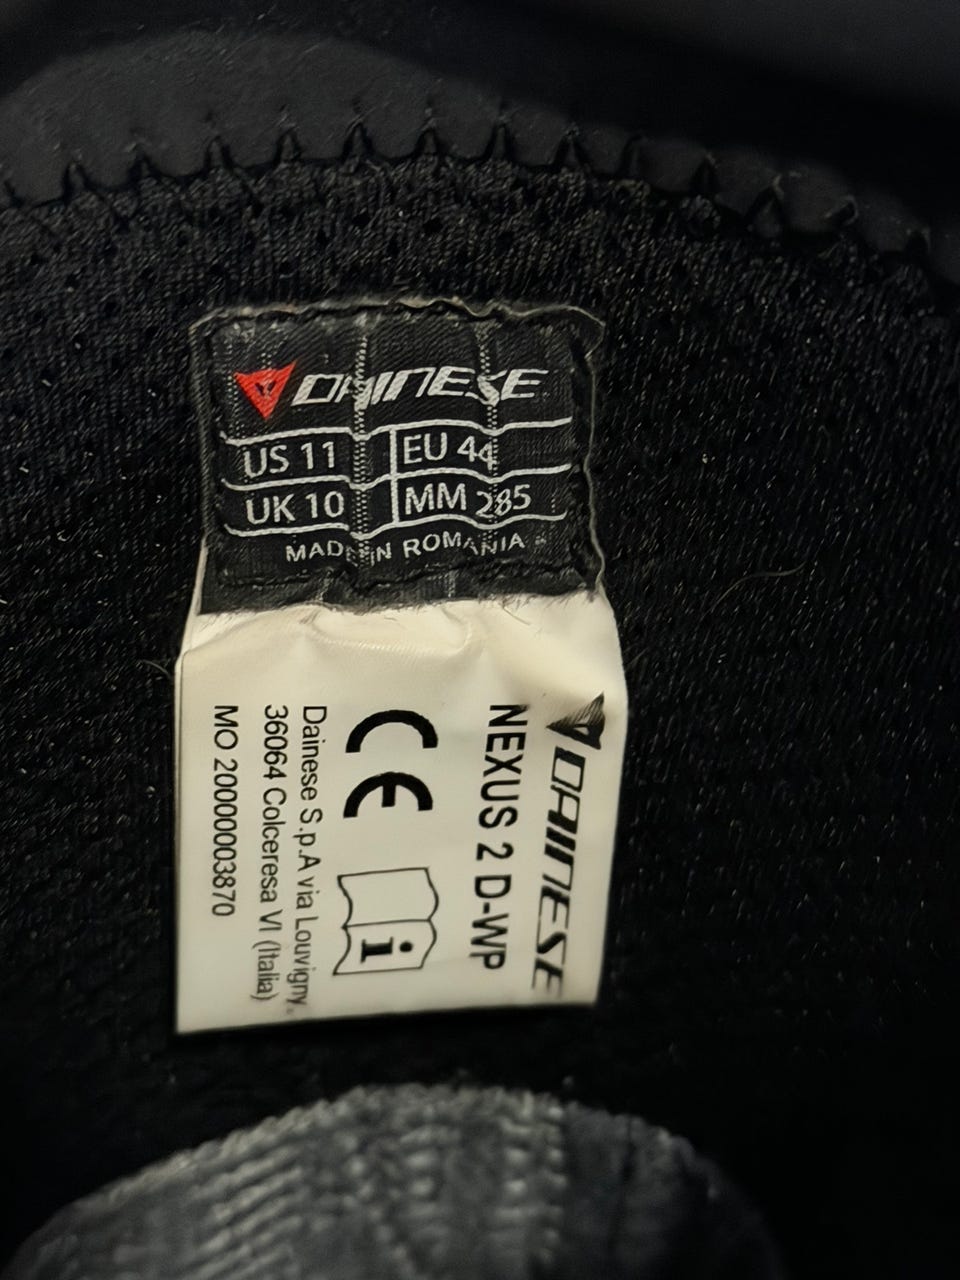 DAINESE
US 11 EU 44
UK 10 MM 285
MADE IN ROMANIA
DAINESE
NEXUS 2 D-WP
CE
i
Dainese S.p.A via Louvigny,
36064 Colceresa VI (Italia)
MO 2000003870